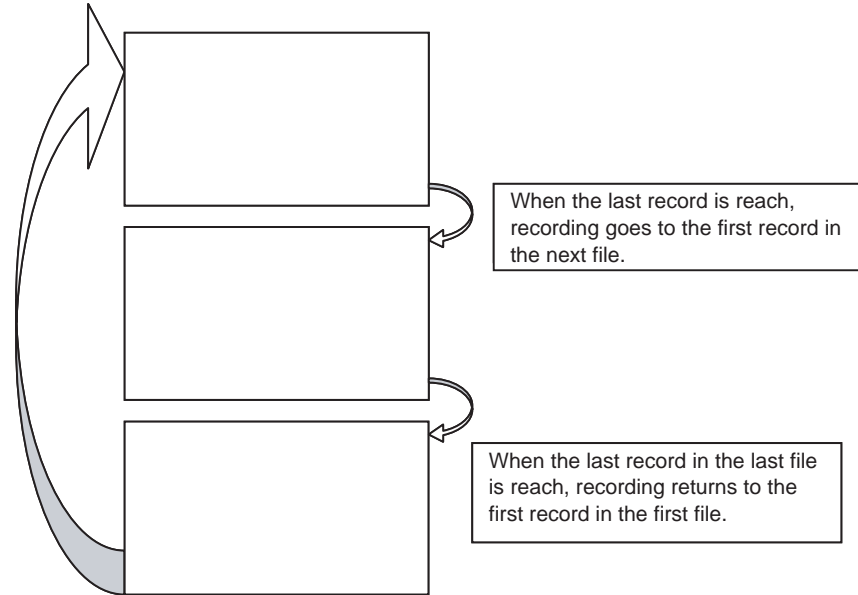 When the last record is reach,
recording goes to the first record in
the next file.
When the last record in the last file
is reach, recording returns to the
first record in the first file.